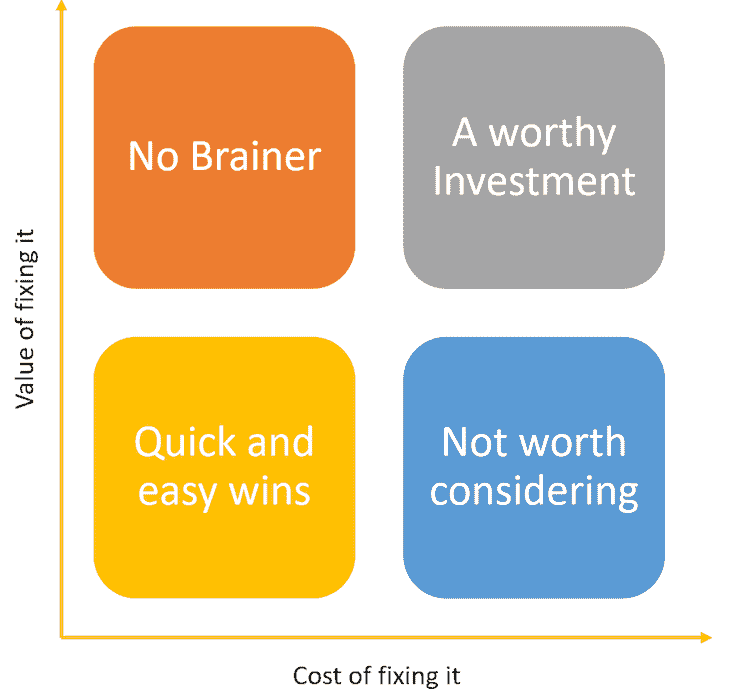 No Brainer
A worthy
Investment
Value of fixing it
Quick and
easy wins
Not worth
considering
Cost of fixing it